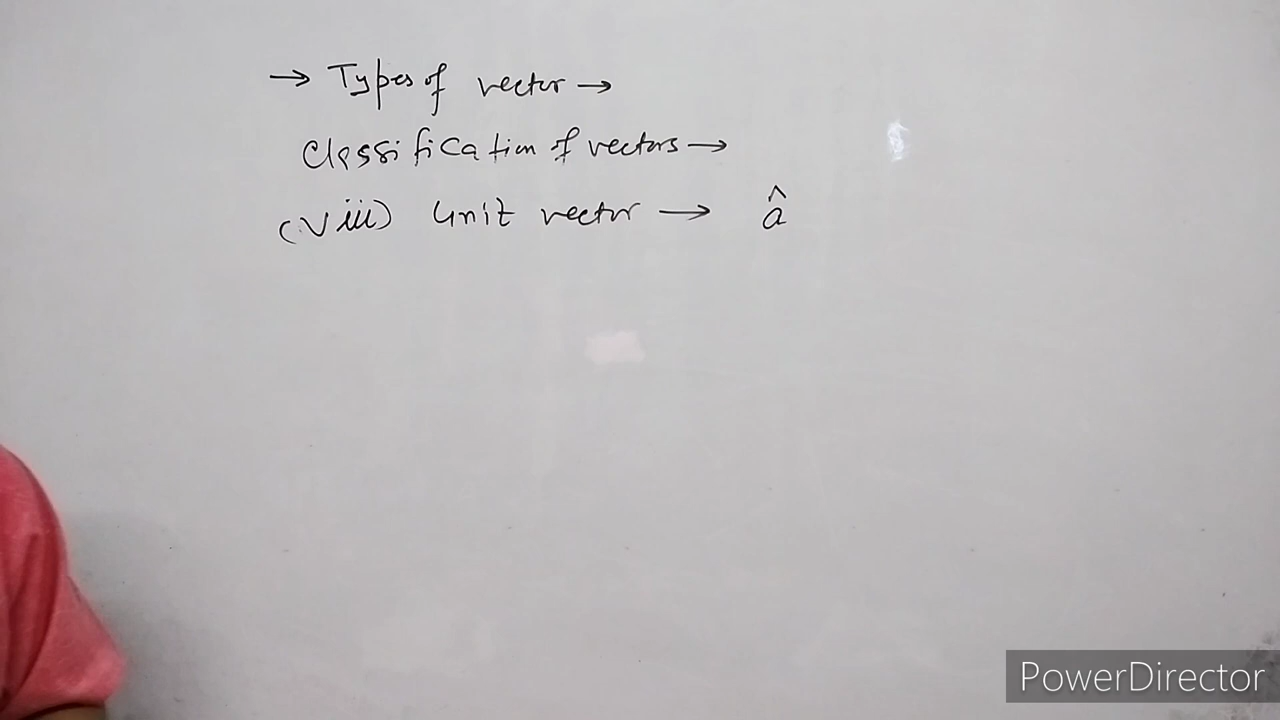 → Types of vector →
Classification of vectors →
(viii) Unit vector → â
PowerDirector